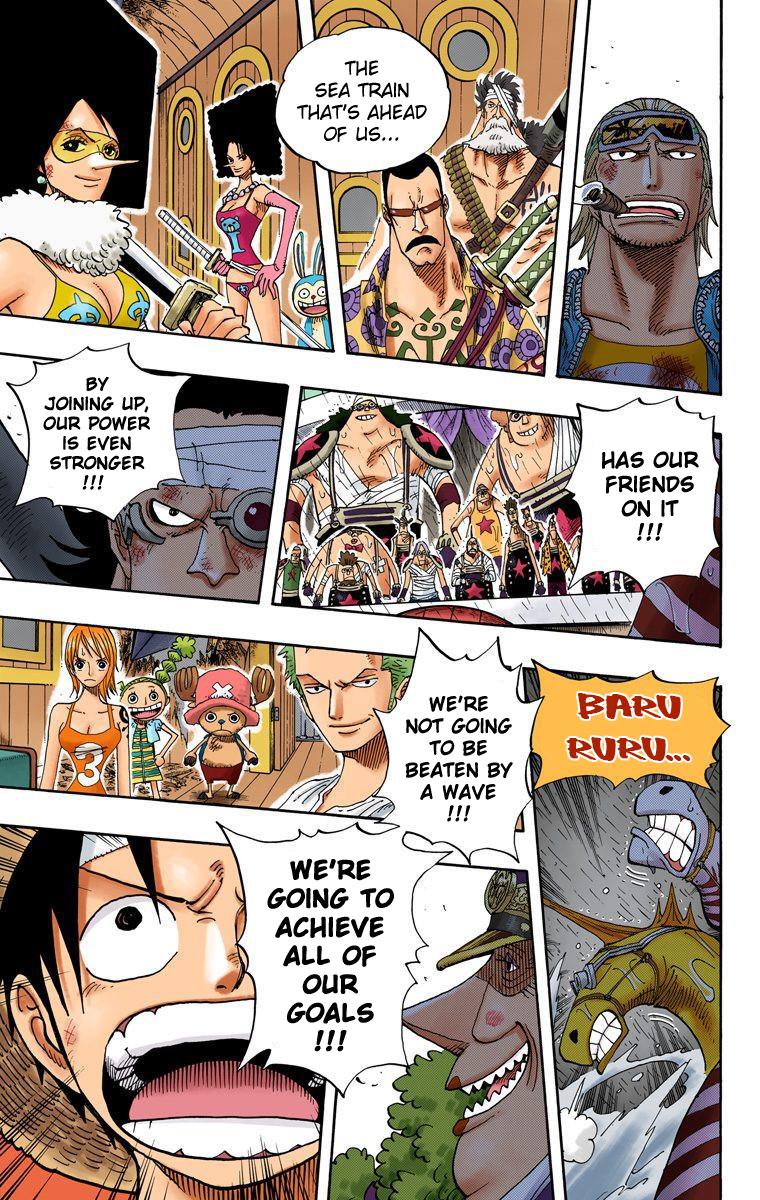 THE
SEA TRAIN
THAT'S AHEAD
OF US...
HAS OUR
FRIENDS
ON IT
!!!
BY
JOINING UP,
OUR POWER
IS EVEN
STRONGER
!!!
BARU
RURU...
WE'RE
NOT GOING
TO BE
BEATEN BY
A WAVE
!!!
3
WE'RE
GOING TO
ACHIEVE
ALL OF
OUR
GOALS
!!!